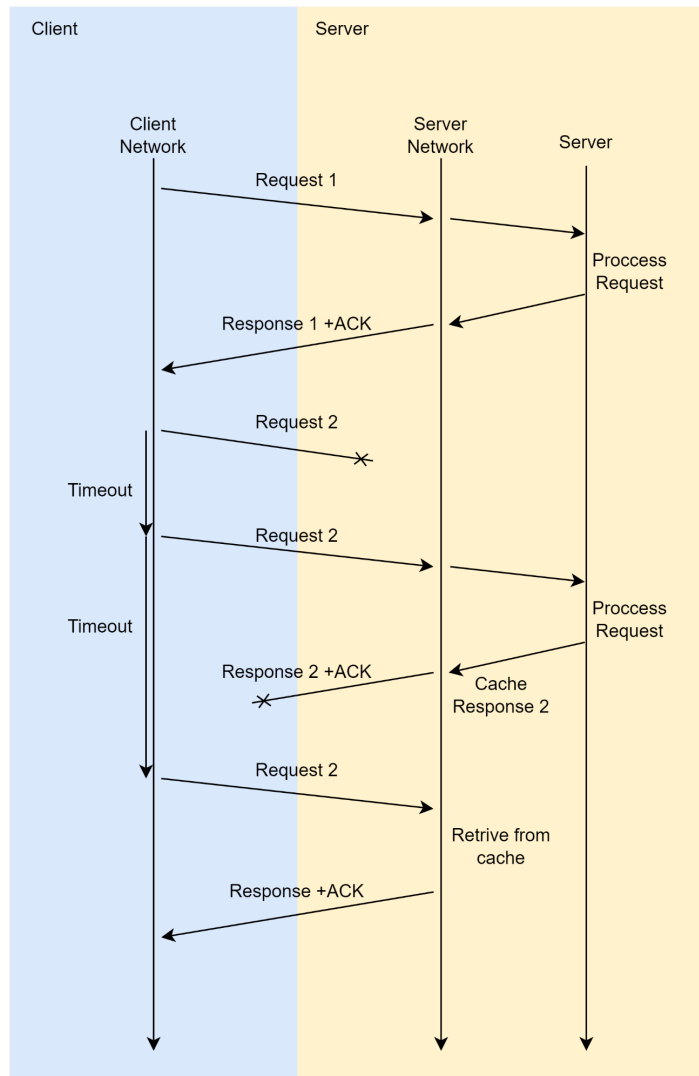 Client
Server
Client
Network
Server
Network
Server
Request 1
Proccess
Request
Response 1 +ACK
Request 2
Timeout
Request 2
Proccess
Request
Timeout
Response 2 +ACK
Cache
Response 2
Request 2
Retrive from
cache
Response +ACK